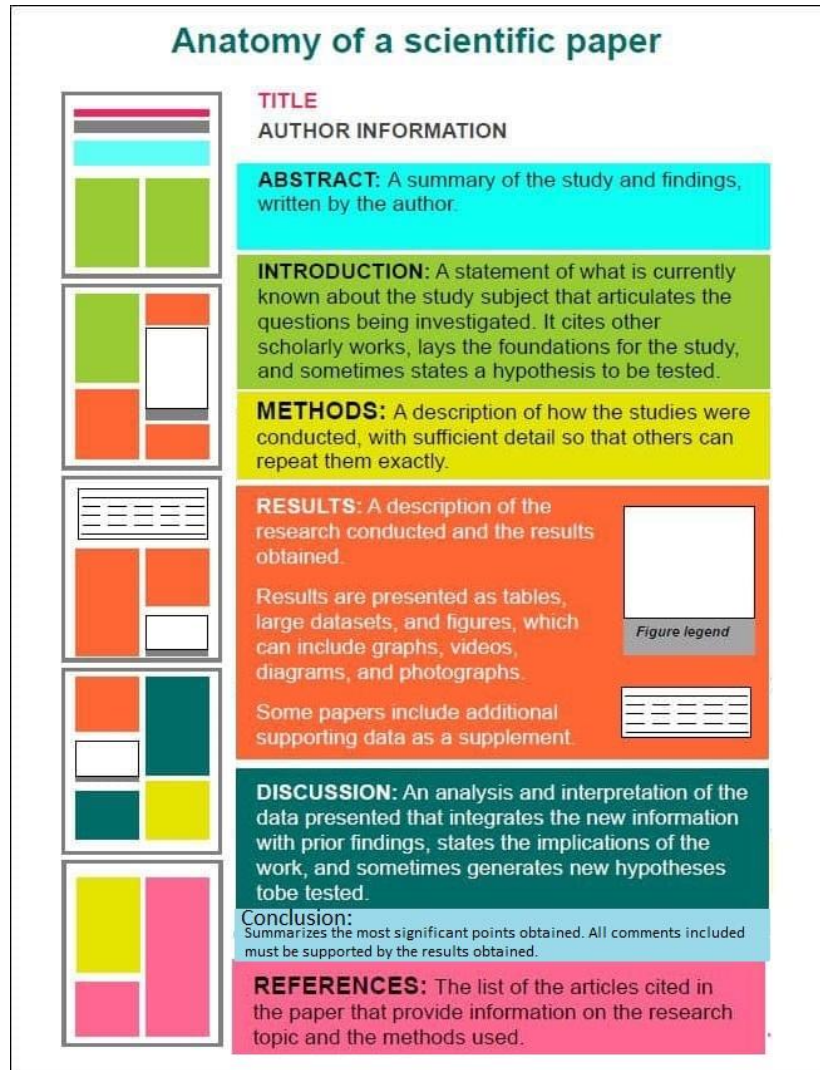 Anatomy of a scientific paper
TITLE
AUTHOR INFORMATION
ABSTRACT: A summary of the study and findings,
written by the author.
INTRODUCTION: A statement of what is currently
known about the study subject that articulates the
questions being investigated. It cites other
scholarly works, lays the foundations for the study,
and sometimes states a hypothesis to be tested.
METHODS: A description of how the studies were
conducted, with sufficient detail so that others can
repeat them exactly.
RESULTS: A description of the
research conducted and the results
obtained.
Results are presented as tables,
large datasets, and figures, which
can include graphs, videos,
diagrams, and photographs.
Some papers include additional
supporting data as a supplement.
Figure legend
DISCUSSION: An analysis and interpretation of the
data presented that integrates the new information
with prior findings, states the implications of the
work, and sometimes generates new hypotheses
tobe tested.
Conclusion:
Summarizes the most significant points obtained. All comments included
must be supported by the results obtained.
REFERENCES: The list of the articles cited in
the paper that provide information on the research
topic and the methods used.